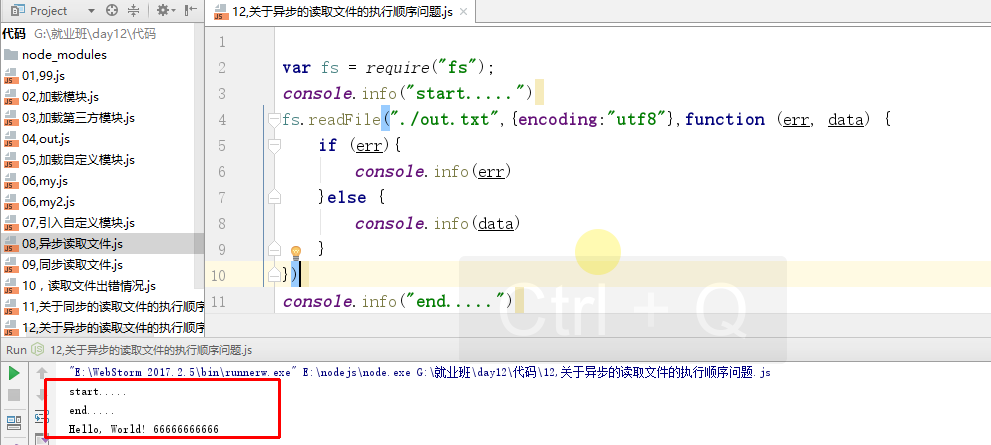 Project
12,关于异步的读取文件的执行顺序问题.js
代码 G:\就业班\day12\代码
node_modules
01,99.js
02,加载模块.js
03,加载第三方模块.js
04,out.js
05,加载自定义模块.js
06,my.js
06,my2.js
07,引入自定义模块.js
08,异步读取文件.js
09,同步读取文件.js
10，读取文件出错情况.js
11,关于同步的读取文件的执行顺序
12,关于异步的读取文件的执行顺序
1
2 var fs = require("fs");
3 console.info("start.....")
4 fs.readFile("./out.txt",{encoding:"utf8"},function (err, data) {
5 if (err){
6 console.info(err)
7 }else {
8 console.info(data)
9 }
10 })
11 console.info("end.....")
Ctrl + Q
Run 12,关于异步的读取文件的执行顺序问题.js
"E:\WebStorm 2017.2.5\bin\runnerw.exe" E:\nodejs\node.exe G:\就业班\day12\代码\12,关于异步的读取文件的执行顺序问题.js
start.....
end.....
Hello, World! 66666666666